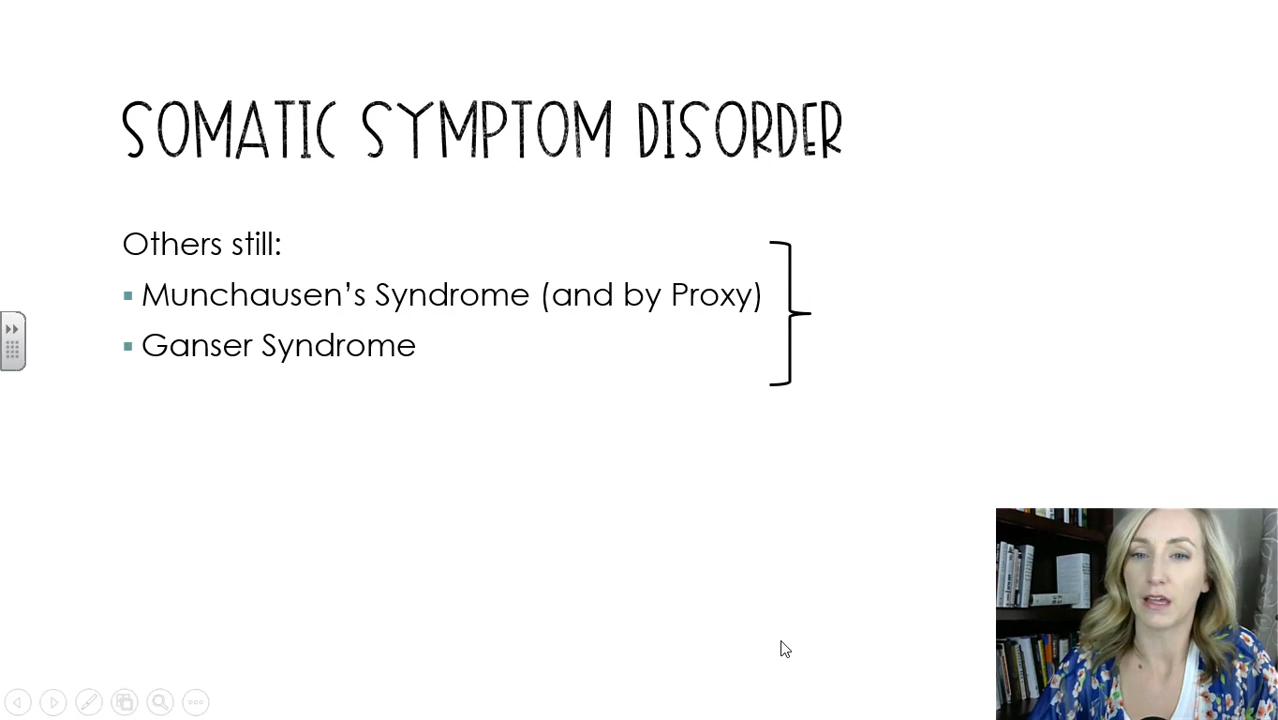 SOMATIC SYMPTOM DISORDER
Others still:
Munchausen’s Syndrome (and by Proxy)
Ganser Syndrome